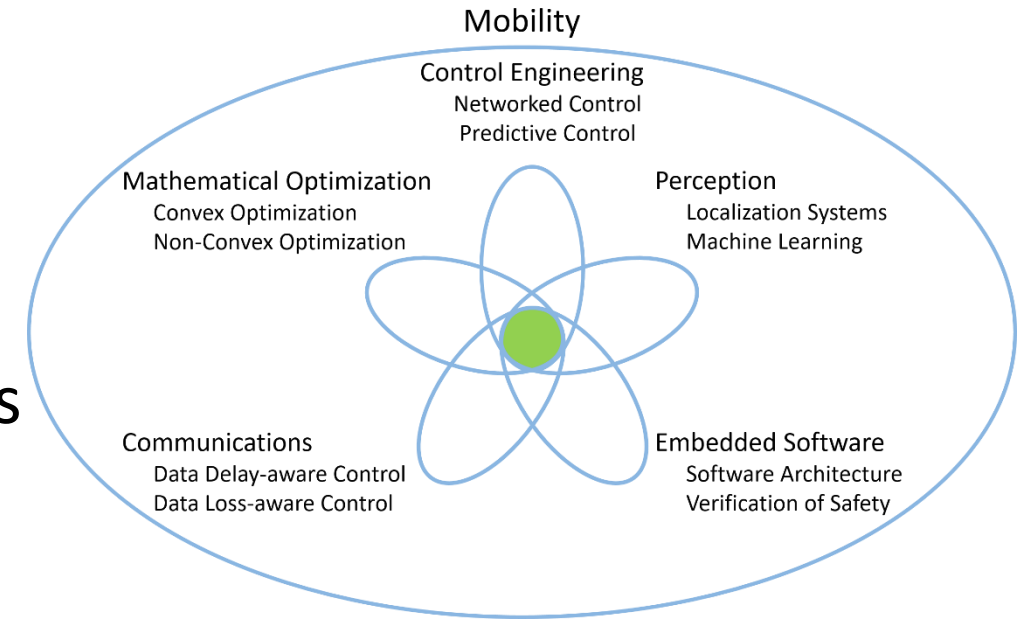 Mobility
Control Engineering
Networked Control
Predictive Control
Mathematical Optimization
Convex Optimization
Non-Convex Optimization
Perception
Localization Systems
Machine Learning
s
Communications
Data Delay-aware Control
Data Loss-aware Control
Embedded Software
Software Architecture
Verification of Safety